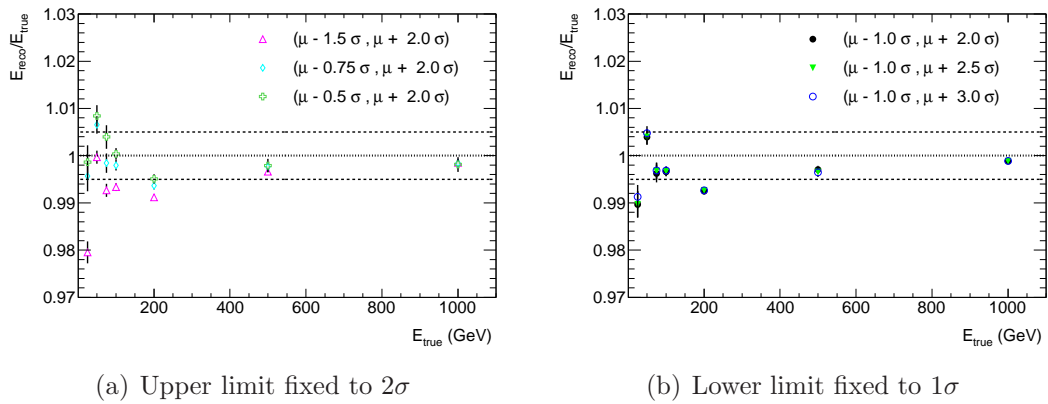 E_reco/E_true
1.03
1.02
1.01
1
0.99
0.98
0.97
(μ - 1.5 σ , μ + 2.0 σ)
(μ - 0.75 σ , μ + 2.0 σ)
(μ - 0.5 σ , μ + 2.0 σ)
200 400 600 800 1000
E_true (GeV)
(a) Upper limit fixed to 2σ
E_reco/E_true
1.03
1.02
1.01
1
0.99
0.98
0.97
(μ - 1.0 σ , μ + 2.0 σ)
(μ - 1.0 σ , μ + 2.5 σ)
(μ - 1.0 σ , μ + 3.0 σ)
200 400 600 800 1000
E_true (GeV)
(b) Lower limit fixed to 1σ